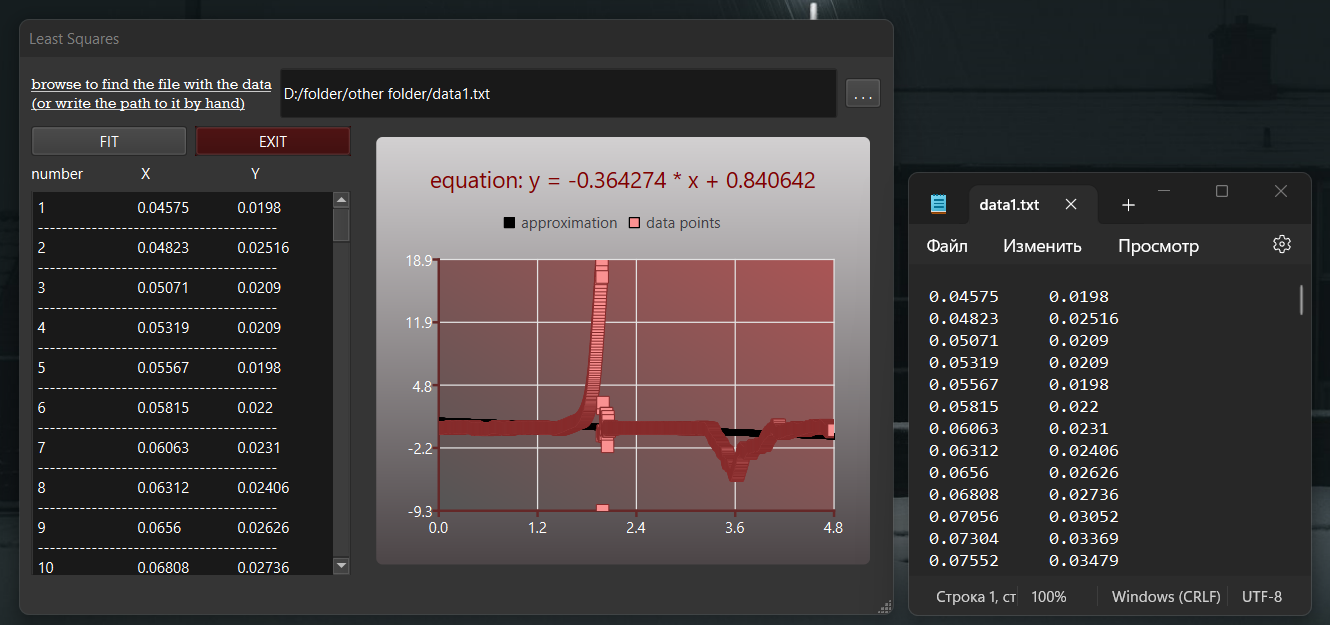 Least Squares
browse to find the file with the data
(or write the path to it by hand)
D:/folder/other folder/data1.txt
...
FIT
EXIT
number X Y
1 0.04575 0.0198
----------------------------------------
2 0.04823 0.02516
----------------------------------------
3 0.05071 0.0209
----------------------------------------
4 0.05319 0.0209
----------------------------------------
5 0.05567 0.0198
----------------------------------------
6 0.05815 0.022
----------------------------------------
7 0.06063 0.0231
----------------------------------------
8 0.06312 0.02406
----------------------------------------
9 0.0656 0.02626
----------------------------------------
10 0.06808 0.02736
equation: y = -0.364274 * x + 0.840642
approximation data points
18.9
11.9
4.8
-2.2
-9.3
0.0 1.2 2.4 3.6 4.8
data1.txt
Файл Изменить Просмотр
0.04575 0.0198
0.04823 0.02516
0.05071 0.0209
0.05319 0.0209
0.05567 0.0198
0.05815 0.022
0.06063 0.0231
0.06312 0.02406
0.0656 0.02626
0.06808 0.02736
0.07056 0.03052
0.07304 0.03369
0.07552 0.03479
Строка 1, ст 100% Windows (CRLF) UTF-8